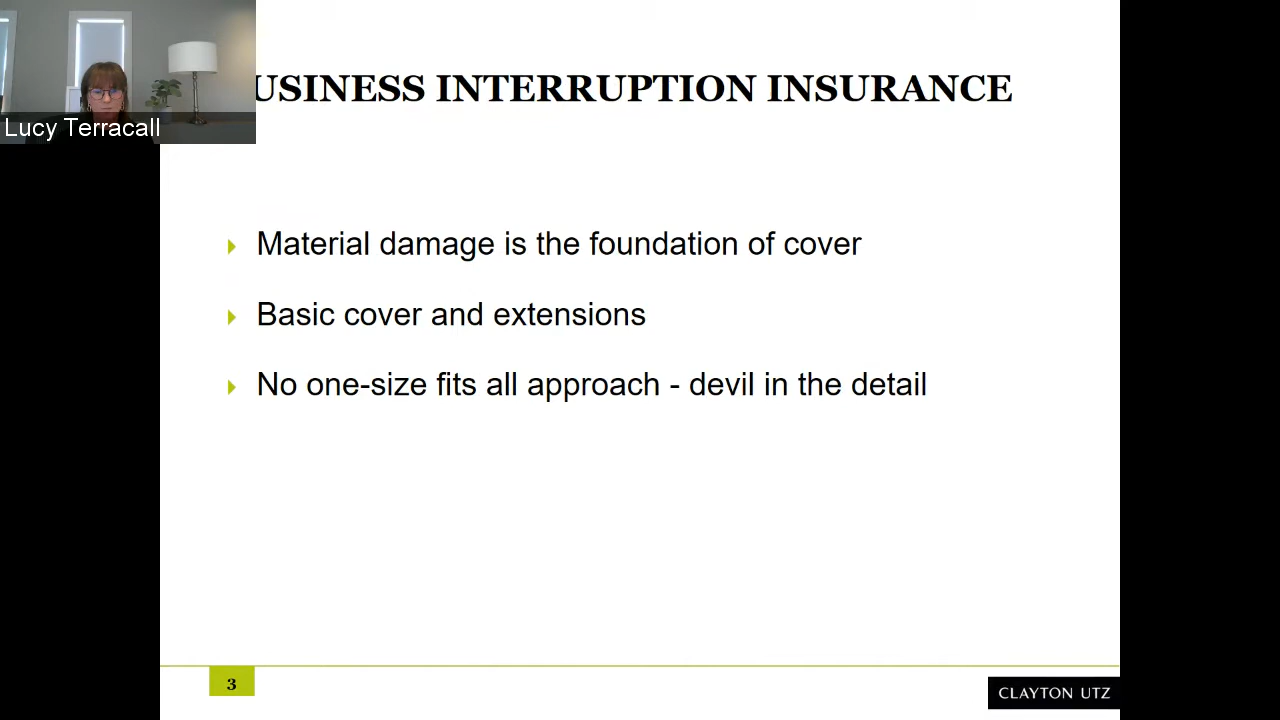 USINESS INTERRUPTION INSURANCE
Lucy Terracall
Material damage is the foundation of cover
Basic cover and extensions
No one-size fits all approach - devil in the detail
3
CLAYTON UTZ